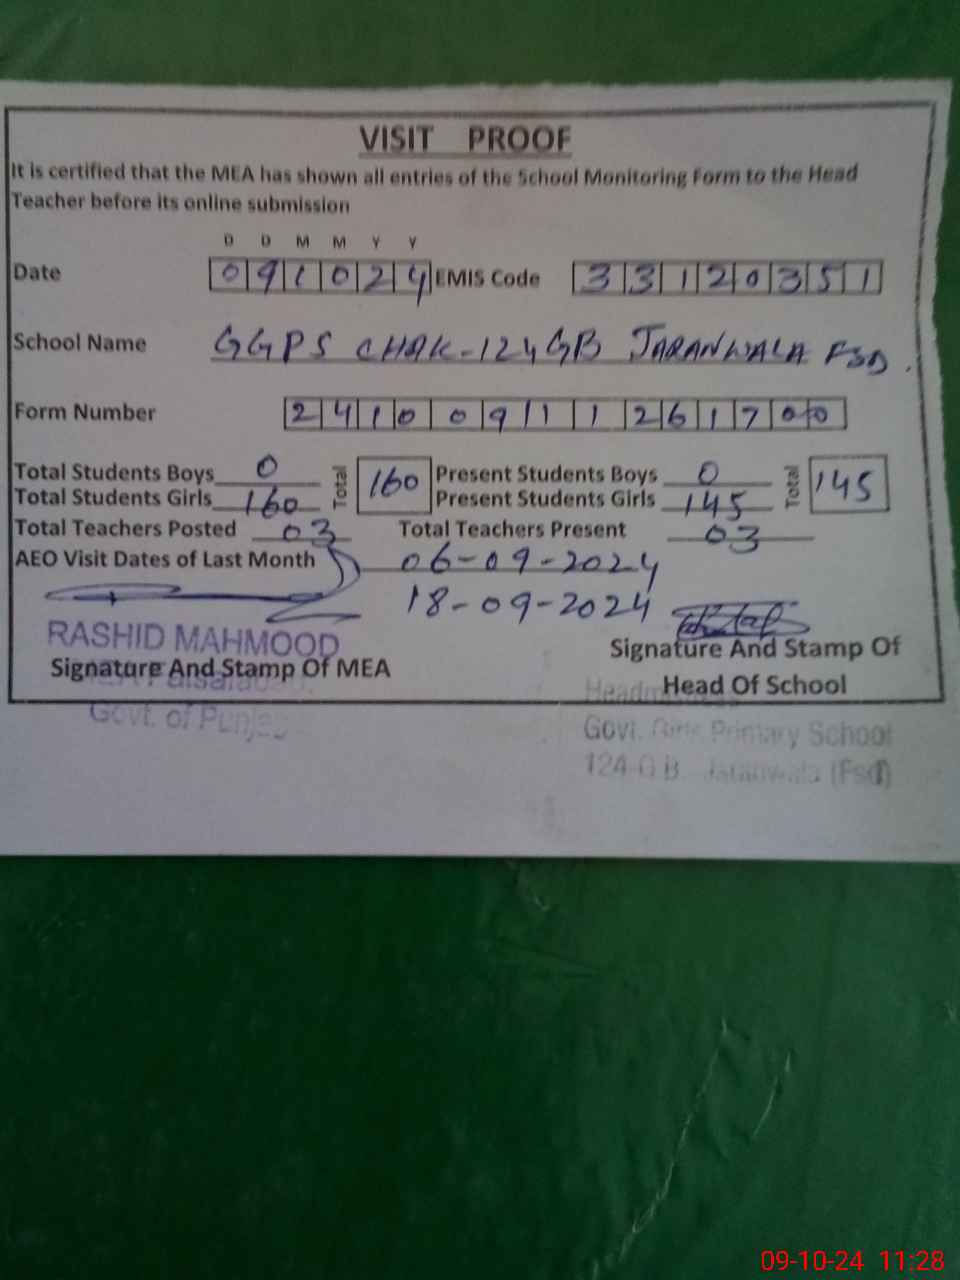 VISIT PROOF
It is certified that the MEA has shown all entries of the School Monitoring Form to the Head
Teacher before its online submission
D D M M Y Y
Date 091024 EMIS Code 33120351
School Name GGPS CHAK-124GB JARANWALA FSD.
Form Number 24100911261700
Total Students Boys 0 Total 160 Present Students Boys 0 Total 145
Total Students Girls 160 Present Students Girls 145
Total Teachers Posted 03 Total Teachers Present 03
AEO Visit Dates of Last Month 06-09-2024
18-09-2024
RASHID MAHMOOD
Signature And Stamp Of MEA
Signature And Stamp Of
Head Of School
Faisalabad.
Govt. of Punjab
Govt. Girls Primary School
124-G.B. Jaranwala (Fsd)
09-10-24 11:28